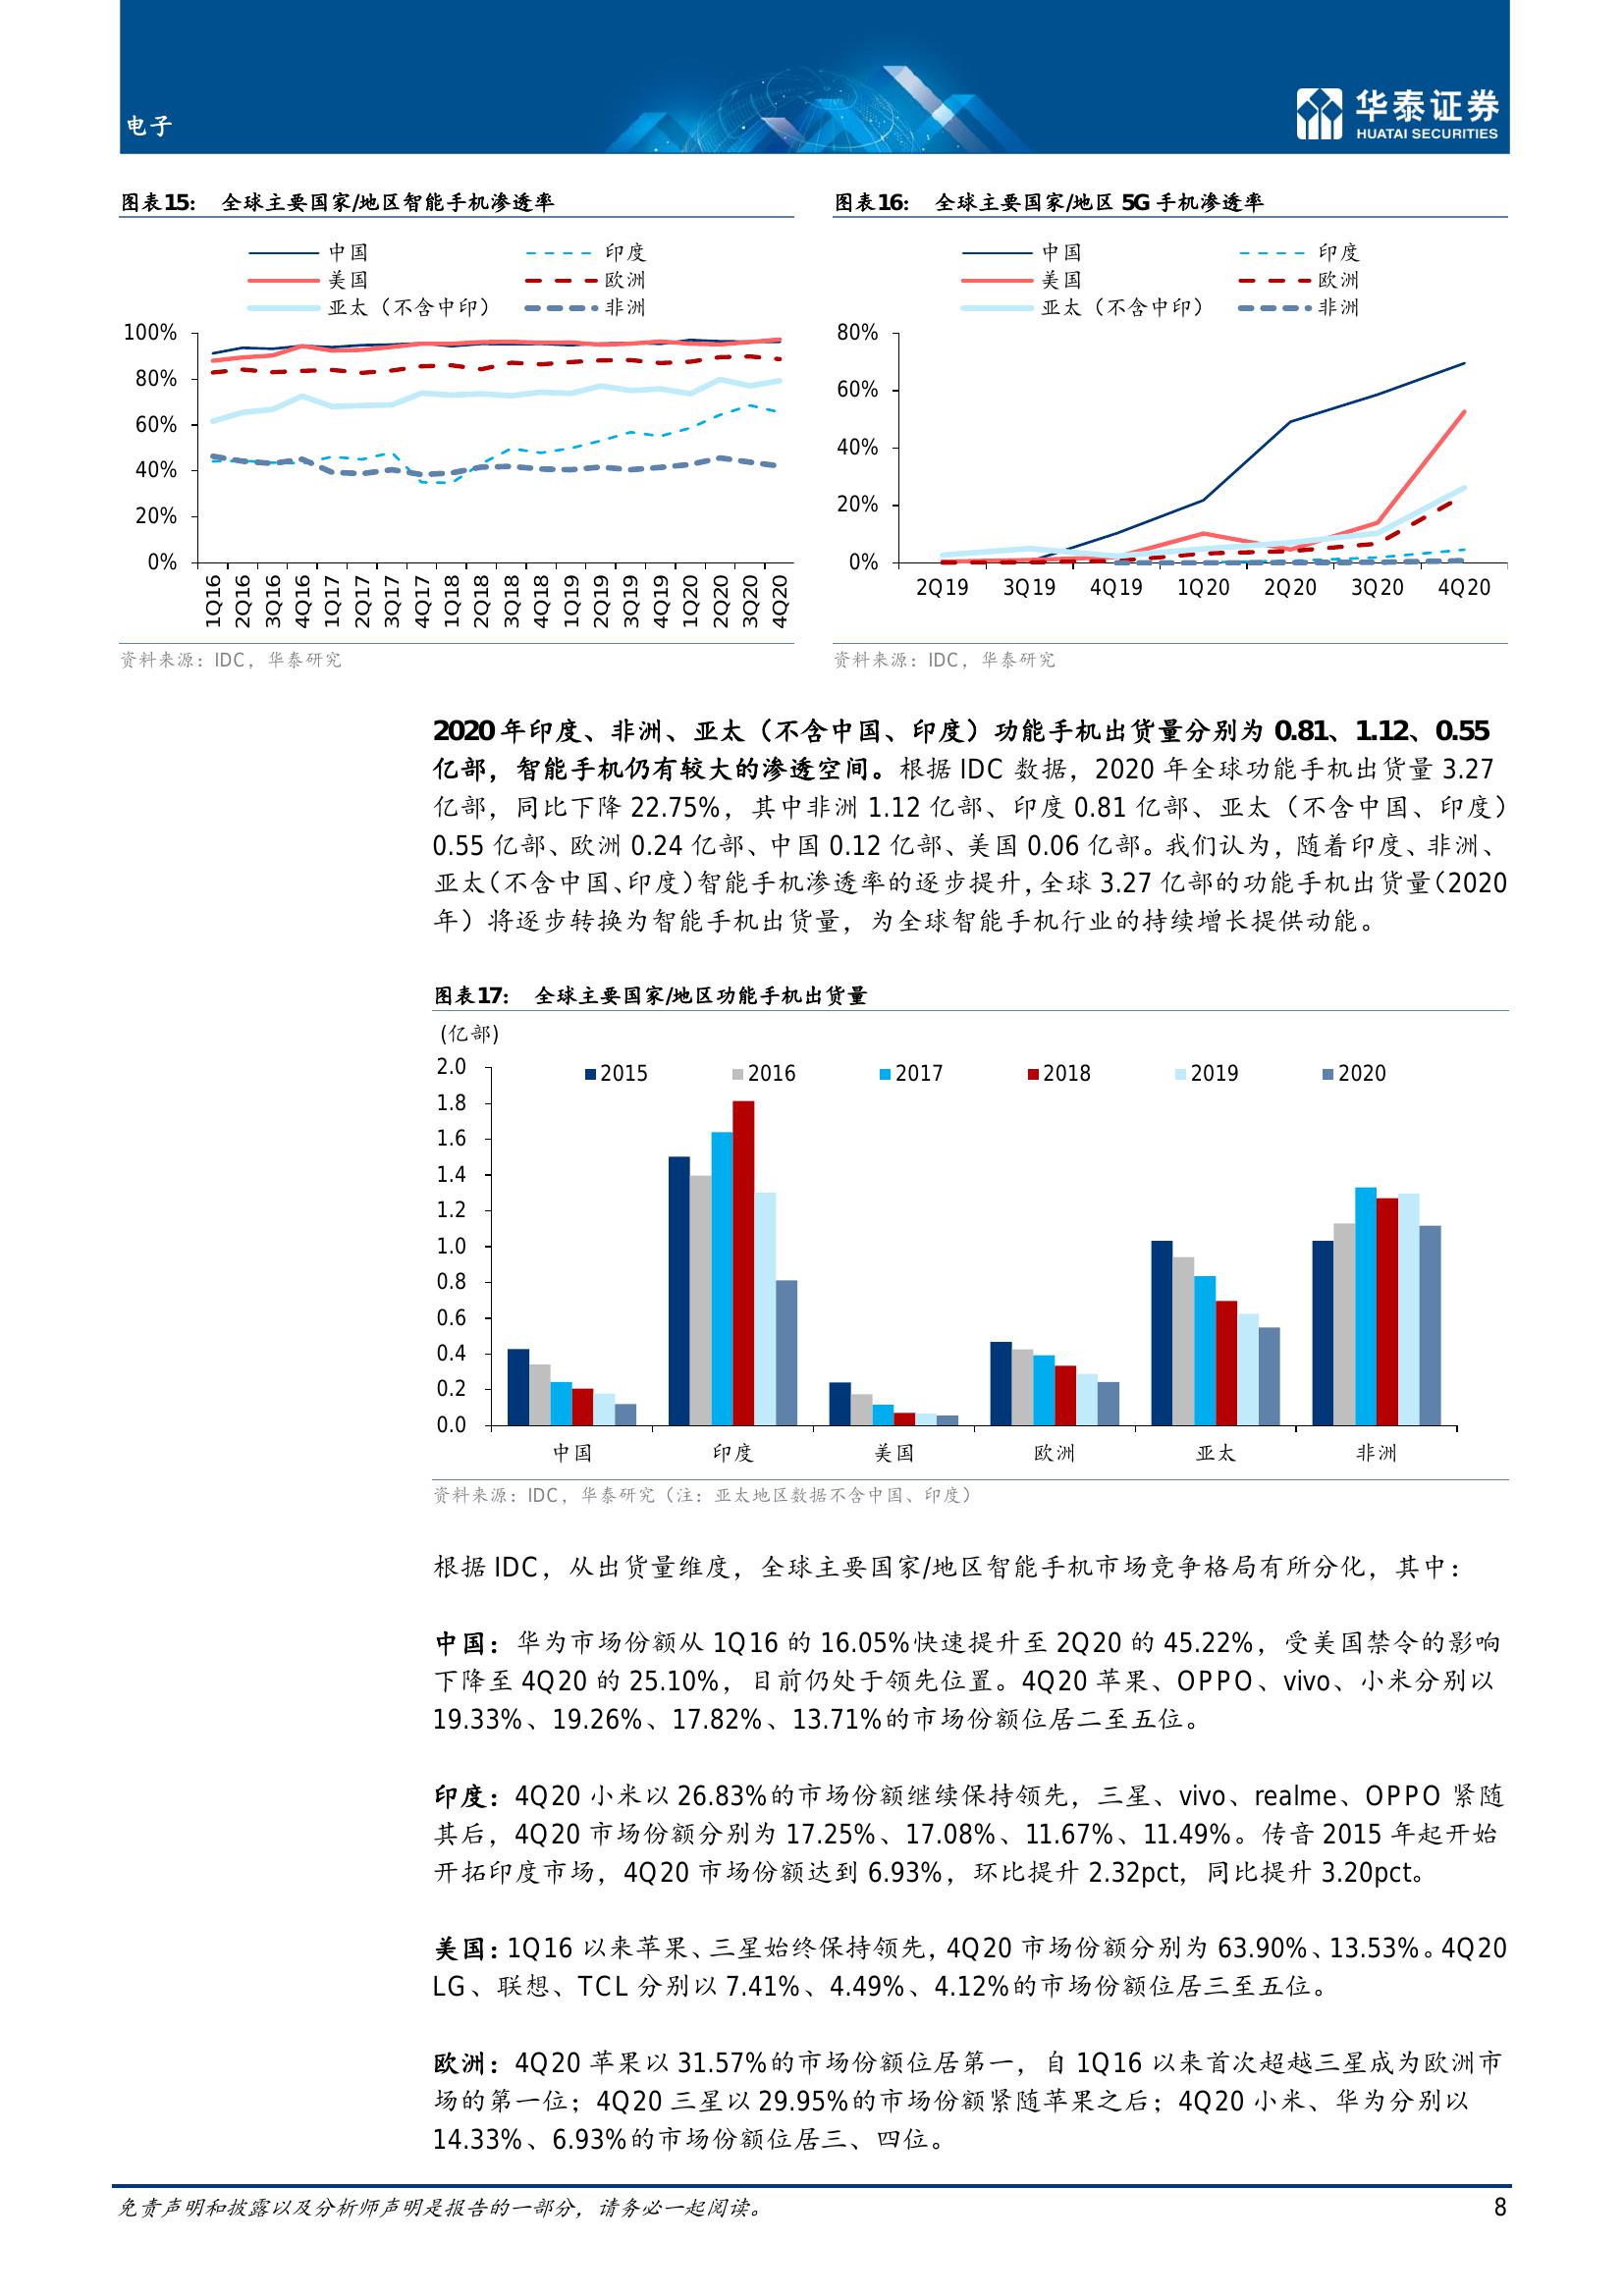 电子
华泰证券
HUATAI SECURITIES
图表15： 全球主要国家/地区智能手机渗透率
中国
印度
美国
欧洲
亚太（不含中印）
非洲
100%
80%
60%
40%
20%
0%
1Q16 2Q16 3Q16 4Q16 1Q17 2Q17 3Q17 4Q17 1Q18 2Q18 3Q18 4Q18 1Q19 2Q19 3Q19 4Q19 1Q20 2Q20 3Q20 4Q20
资料来源：IDC，华泰研究
图表16： 全球主要国家/地区 5G 手机渗透率
中国
印度
美国
欧洲
亚太（不含中印）
非洲
80%
60%
40%
20%
0%
2Q19 3Q19 4Q19 1Q20 2Q20 3Q20 4Q20
资料来源：IDC，华泰研究
2020 年印度、非洲、亚太（不含中国、印度）功能手机出货量分别为 0.81、1.12、0.55
亿部，智能手机仍有较大的渗透空间。根据 IDC 数据，2020 年全球功能手机出货量 3.27
亿部，同比下降 22.75%，其中非洲 1.12 亿部、印度 0.81 亿部、亚太（不含中国、印度）
0.55 亿部、欧洲 0.24 亿部、中国 0.12 亿部、美国 0.06 亿部。我们认为，随着印度、非洲、
亚太（不含中国、印度）智能手机渗透率的逐步提升，全球 3.27 亿部的功能手机出货量（2020
年）将逐步转换为智能手机出货量，为全球智能手机行业的持续增长提供动能。
图表17： 全球主要国家/地区功能手机出货量
(亿部)
2015 2016 2017 2018 2019 2020
2.0
1.8
1.6
1.4
1.2
1.0
0.8
0.6
0.4
0.2
0.0
中国 印度 美国 欧洲 亚太 非洲
资料来源：IDC，华泰研究（注：亚太地区数据不含中国、印度）
根据 IDC，从出货量维度，全球主要国家/地区智能手机市场竞争格局有所分化，其中：
中国：华为市场份额从 1Q16 的 16.05%快速提升至 2Q20 的 45.22%，受美国禁令的影响
下降至 4Q20 的 25.10%，目前仍处于领先位置。4Q20 苹果、OPPO、vivo、小米分别以
19.33%、19.26%、17.82%、13.71%的市场份额位居二至五位。
印度：4Q20 小米以 26.83%的市场份额继续保持领先，三星、vivo、realme、OPPO 紧随
其后，4Q20 市场份额分别为 17.25%、17.08%、11.67%、11.49%。传音 2015 年起开始
开拓印度市场，4Q20 市场份额达到 6.93%，环比提升 2.32pct，同比提升 3.20pct。
美国：1Q16 以来苹果、三星始终保持领先，4Q20 市场份额分别为 63.90%、13.53%。4Q20
LG、联想、TCL 分别以 7.41%、4.49%、4.12%的市场份额位居三至五位。
欧洲：4Q20 苹果以 31.57%的市场份额位居第一，自 1Q16 以来首次超越三星成为欧洲市
场的第一位；4Q20 三星以 29.95%的市场份额紧随苹果之后；4Q20 小米、华为分别以
14.33%、6.93%的市场份额位居三、四位。
免责声明和披露以及分析师声明是报告的一部分，请务必一起阅读。
8